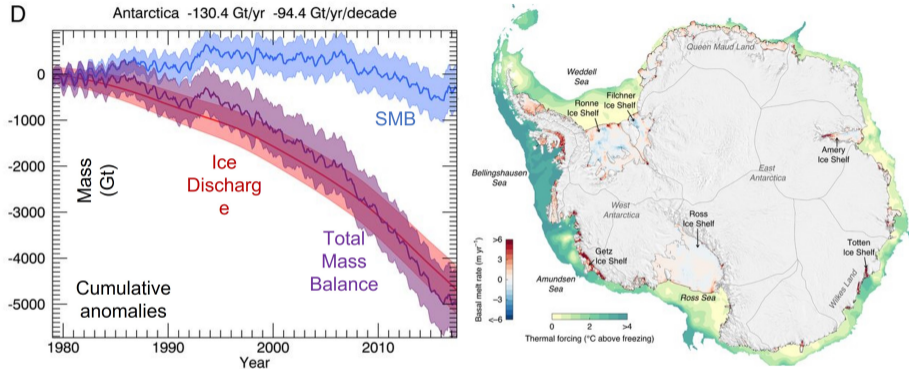 D
Antarctica -130.4 Gt/yr -94.4 Gt/yr/decade
0
-1000
-2000
-3000
-4000
-5000
Mass
(Gt)
SMB
Ice
Discharg
e
Total
Mass
Balance
Cumulative
anomalies
1980
1990
2000
2010
Year
Queen Maud Land
Weddell
Sea
Filchner
Ice Shelf
Ronne
Ice Shelf
Amery
Ice Shelf
East
Antarctica
Bellingshausen
Sea
West
Antarctica
Ross
Ice Shelf
Getz
Ice Shelf
Totten
Ice Shelf
Amundsen
Sea
Ross Sea
Wilkes Land
Basal melt rate (m yr⁻¹)
>6
3
0
-3
<-6
0
2
>4
Thermal forcing (°C above freezing)